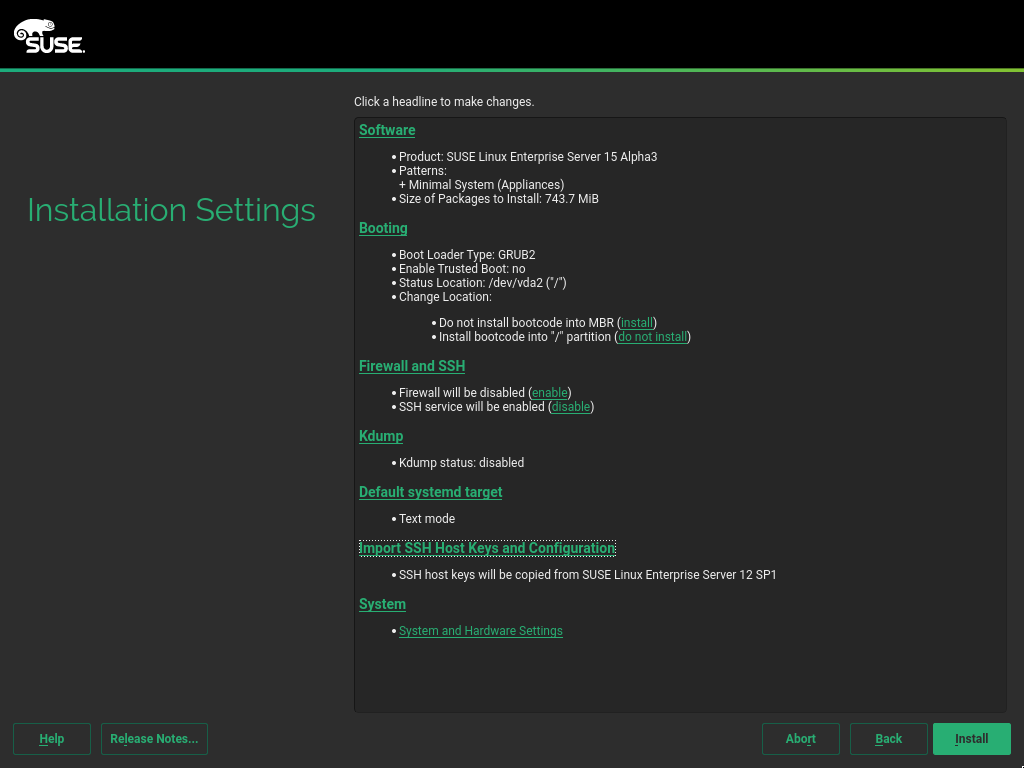 SUSE.
Click a headline to make changes.
Installation Settings
Software
• Product: SUSE Linux Enterprise Server 15 Alpha3
• Patterns:
+ Minimal System (Appliances)
• Size of Packages to Install: 743.7 MiB
Booting
• Boot Loader Type: GRUB2
• Enable Trusted Boot: no
• Status Location: /dev/vda2 ("/")
• Change Location:
• Do not install bootcode into MBR (install)
• Install bootcode into "/" partition (do not install)
Firewall and SSH
• Firewall will be disabled (enable)
• SSH service will be enabled (disable)
Kdump
• Kdump status: disabled
Default systemd target
• Text mode
Import SSH Host Keys and Configuration
• SSH host keys will be copied from SUSE Linux Enterprise Server 12 SP1
System
• System and Hardware Settings
Help Release Notes... Abort Back Install